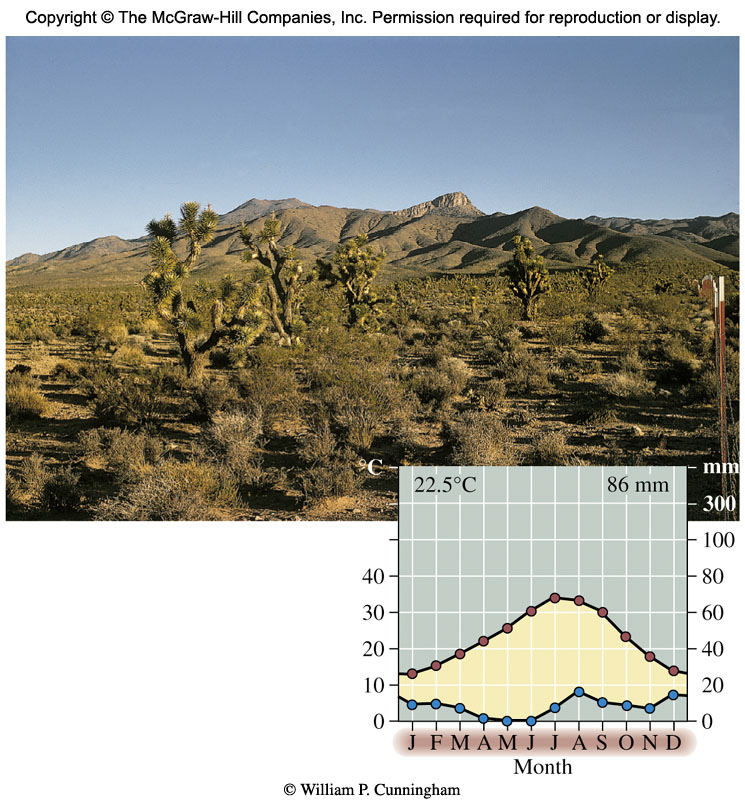 Copyright © The McGraw-Hill Companies, Inc. Permission required for reproduction or display.
°C mm
22.5°C 86 mm
300
100
40 80
30 60
20 40
10 20
0 0
J F M A M J J A S O N D
Month
© William P. Cunningham